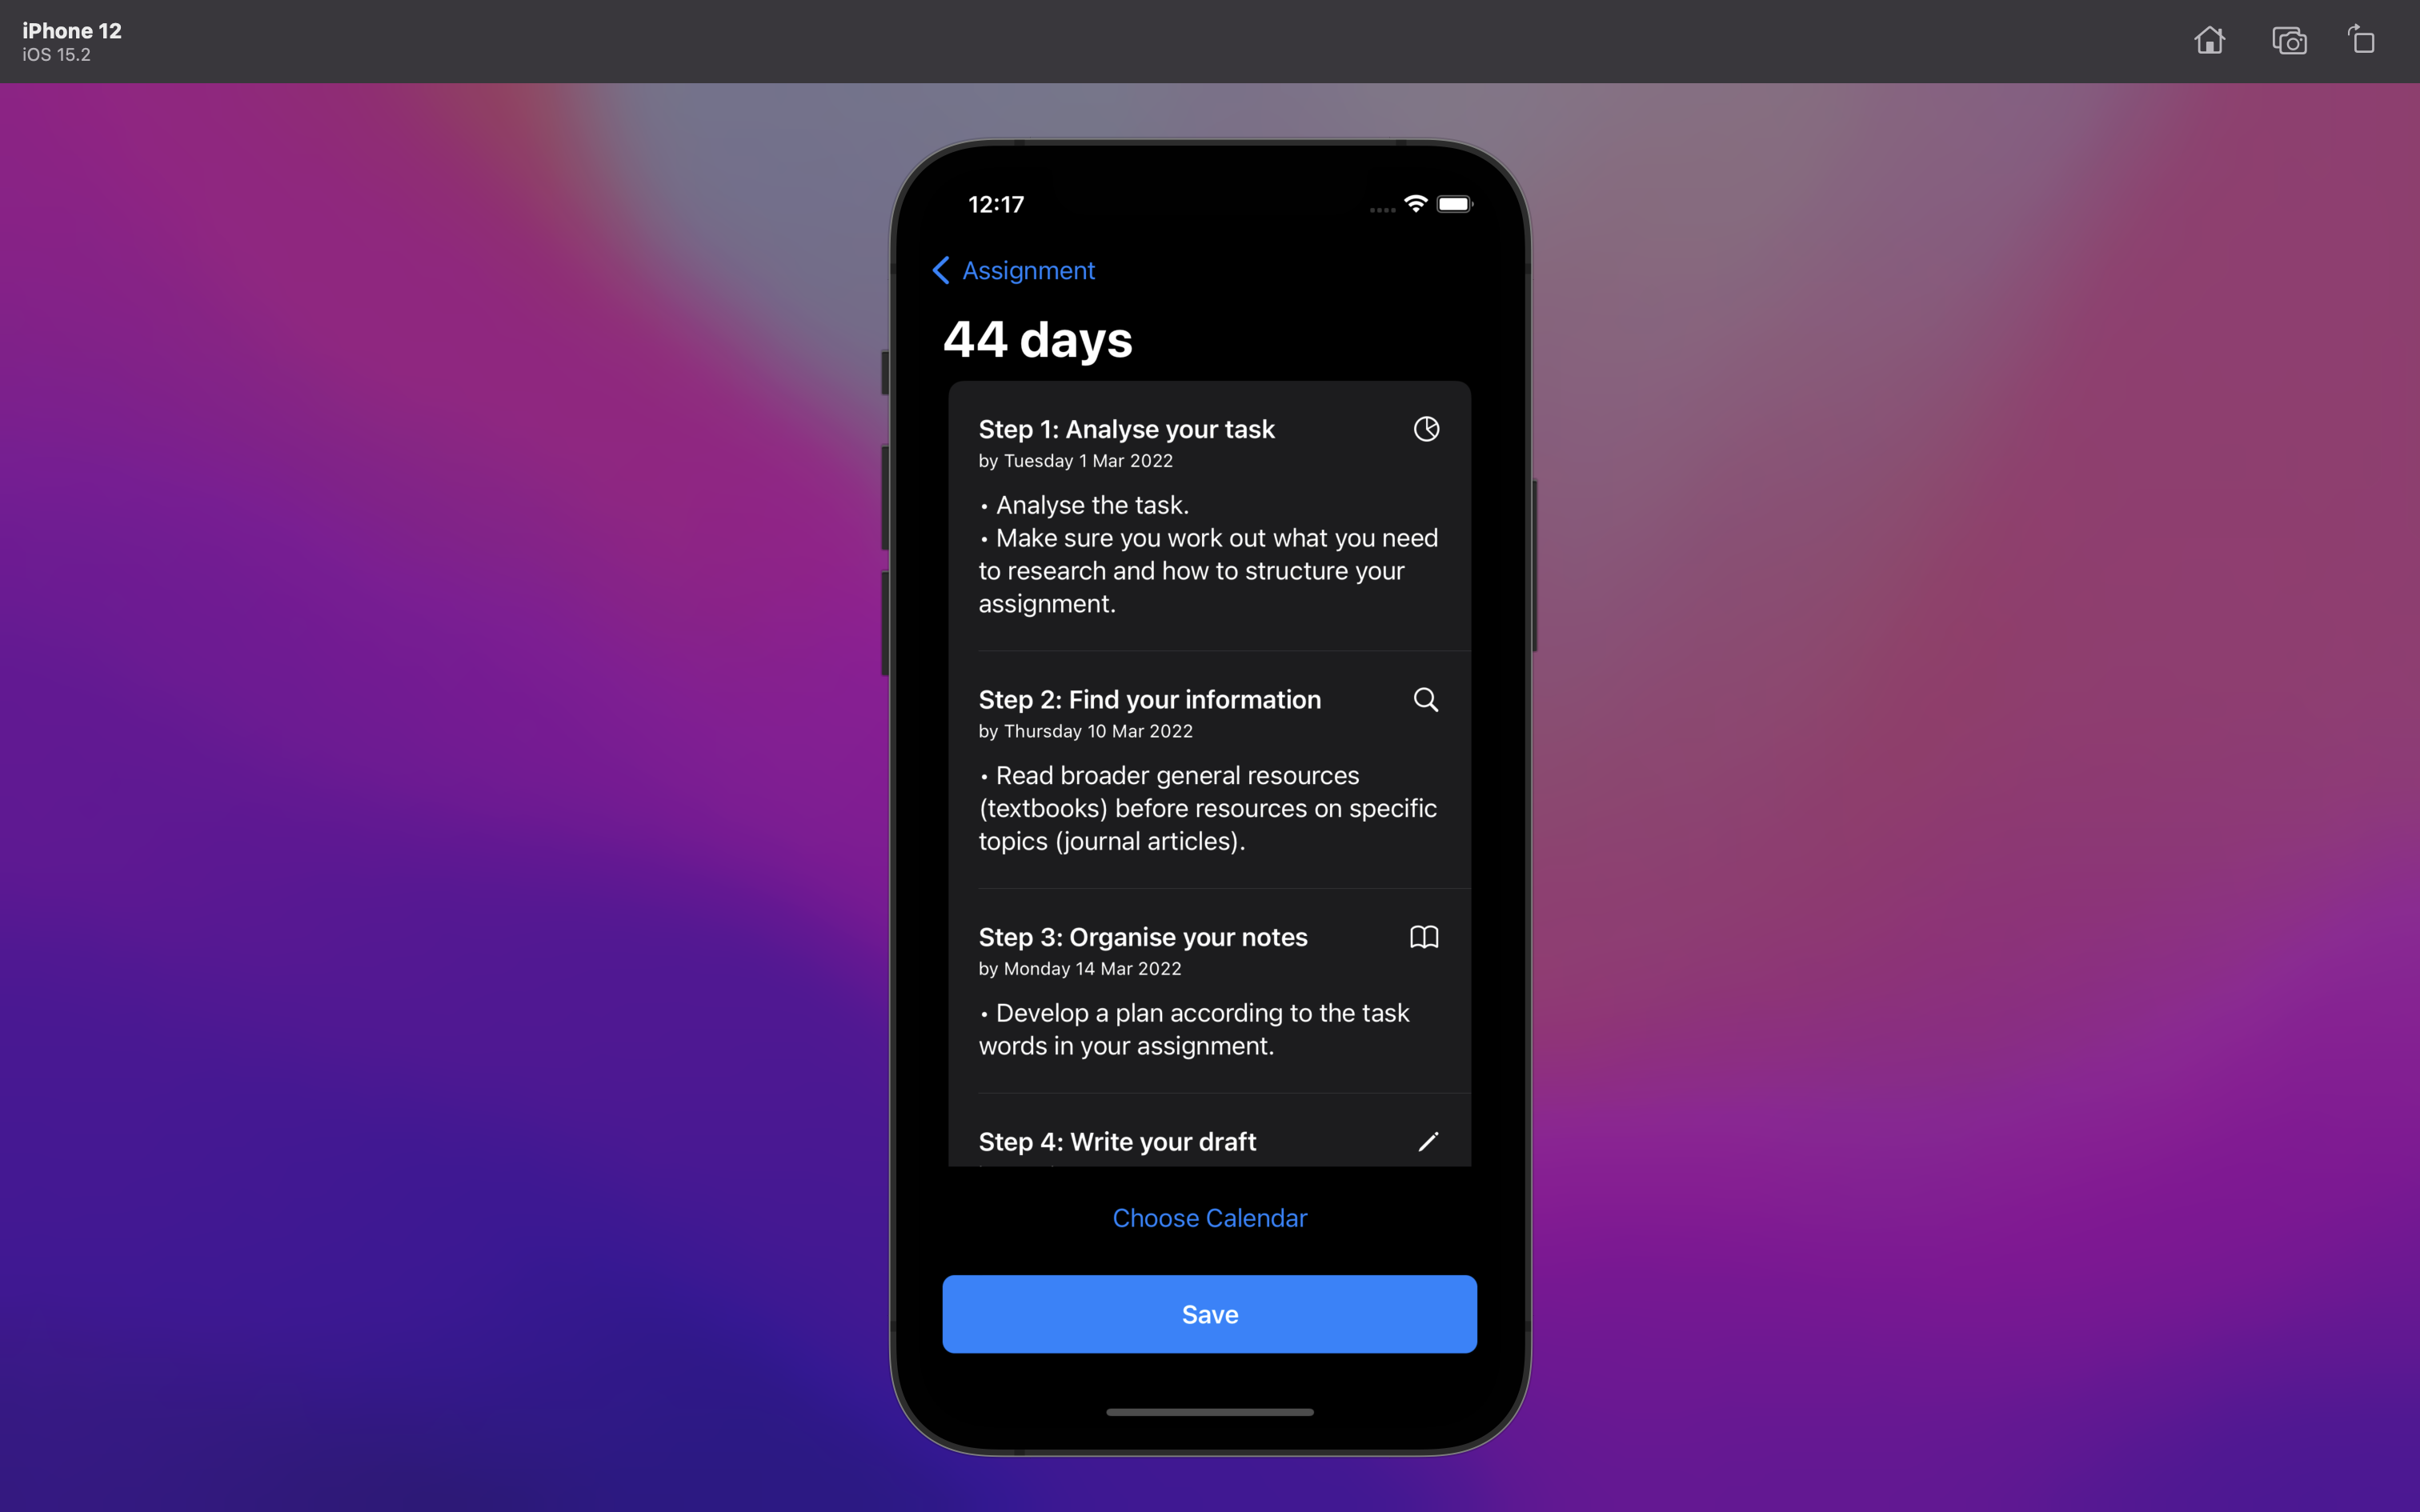 iPhone 12
iOS 15.2
12:17
Assignment
44 days
Step 1: Analyse your task
by Tuesday 1 Mar 2022
• Analyse the task.
• Make sure you work out what you need
to research and how to structure your
assignment.
Step 2: Find your information
by Thursday 10 Mar 2022
• Read broader general resources
(textbooks) before resources on specific
topics (journal articles).
Step 3: Organise your notes
by Monday 14 Mar 2022
• Develop a plan according to the task
words in your assignment.
Step 4: Write your draft
Choose Calendar
Save